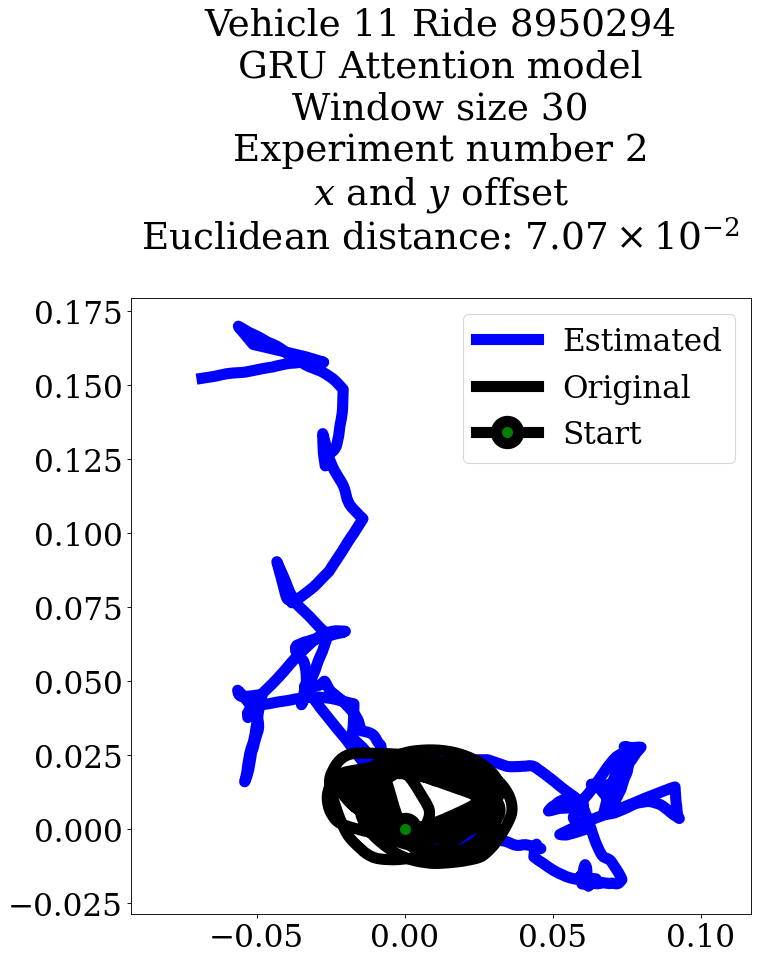 Vehicle 11 Ride 8950294
GRU Attention model
Window size 30
Experiment number 2
x and y offset
Euclidean distance: 7.07 × 10⁻²
0.175
0.150
0.125
0.100
0.075
0.050
0.025
0.000
−0.025
Estimated
Original
Start
−0.05 0.00 0.05 0.10